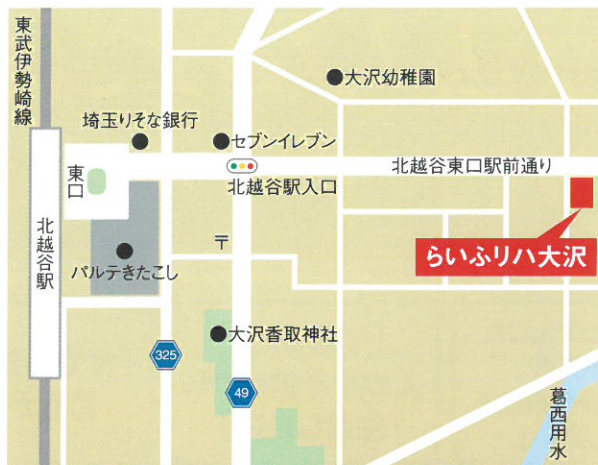 東武伊勢崎線
大沢幼稚園
埼玉りそな銀行
セブンイレブン
北越谷駅入口
北越谷東口駅前通り
東口
北越谷駅
〒
パルテきたこし
らいふリハ大沢
大沢香取神社
325
49
葛西用水